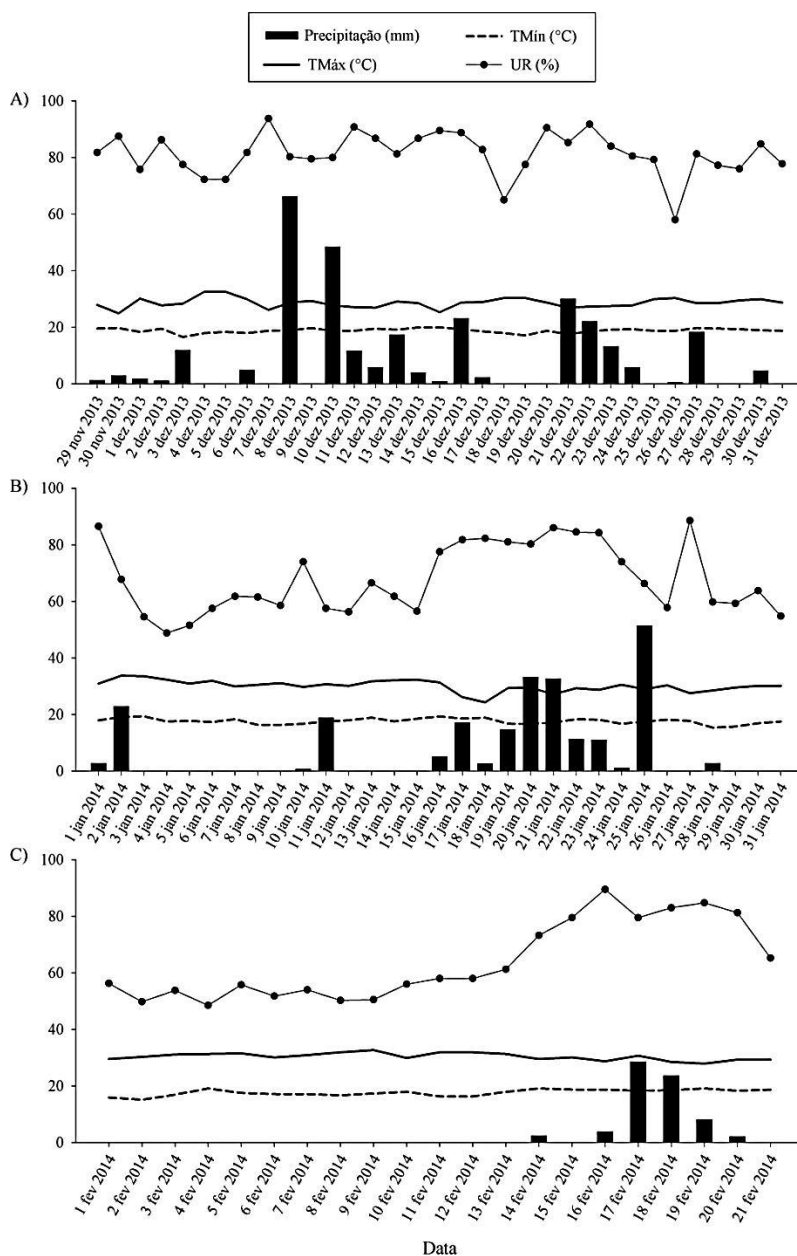 Precipitação (mm) TMín (°C)
TMáx (°C) UR (%)
A)
100
80
60
40
20
0
29 nov 2013
30 nov 2013
1 dez 2013
2 dez 2013
3 dez 2013
4 dez 2013
5 dez 2013
6 dez 2013
7 dez 2013
8 dez 2013
9 dez 2013
10 dez 2013
11 dez 2013
12 dez 2013
13 dez 2013
14 dez 2013
15 dez 2013
16 dez 2013
17 dez 2013
18 dez 2013
19 dez 2013
20 dez 2013
21 dez 2013
22 dez 2013
23 dez 2013
24 dez 2013
25 dez 2013
26 dez 2013
27 dez 2013
28 dez 2013
29 dez 2013
30 dez 2013
31 dez 2013
B)
100
80
60
40
20
0
1 jan 2014
2 jan 2014
3 jan 2014
4 jan 2014
5 jan 2014
6 jan 2014
7 jan 2014
8 jan 2014
9 jan 2014
10 jan 2014
11 jan 2014
12 jan 2014
13 jan 2014
14 jan 2014
15 jan 2014
16 jan 2014
17 jan 2014
18 jan 2014
19 jan 2014
20 jan 2014
21 jan 2014
22 jan 2014
23 jan 2014
24 jan 2014
25 jan 2014
26 jan 2014
27 jan 2014
28 jan 2014
29 jan 2014
30 jan 2014
31 jan 2014
C)
100
80
60
40
20
0
1 fev 2014
2 fev 2014
3 fev 2014
4 fev 2014
5 fev 2014
6 fev 2014
7 fev 2014
8 fev 2014
9 fev 2014
10 fev 2014
11 fev 2014
12 fev 2014
13 fev 2014
14 fev 2014
15 fev 2014
16 fev 2014
17 fev 2014
18 fev 2014
19 fev 2014
20 fev 2014
21 fev 2014
Data